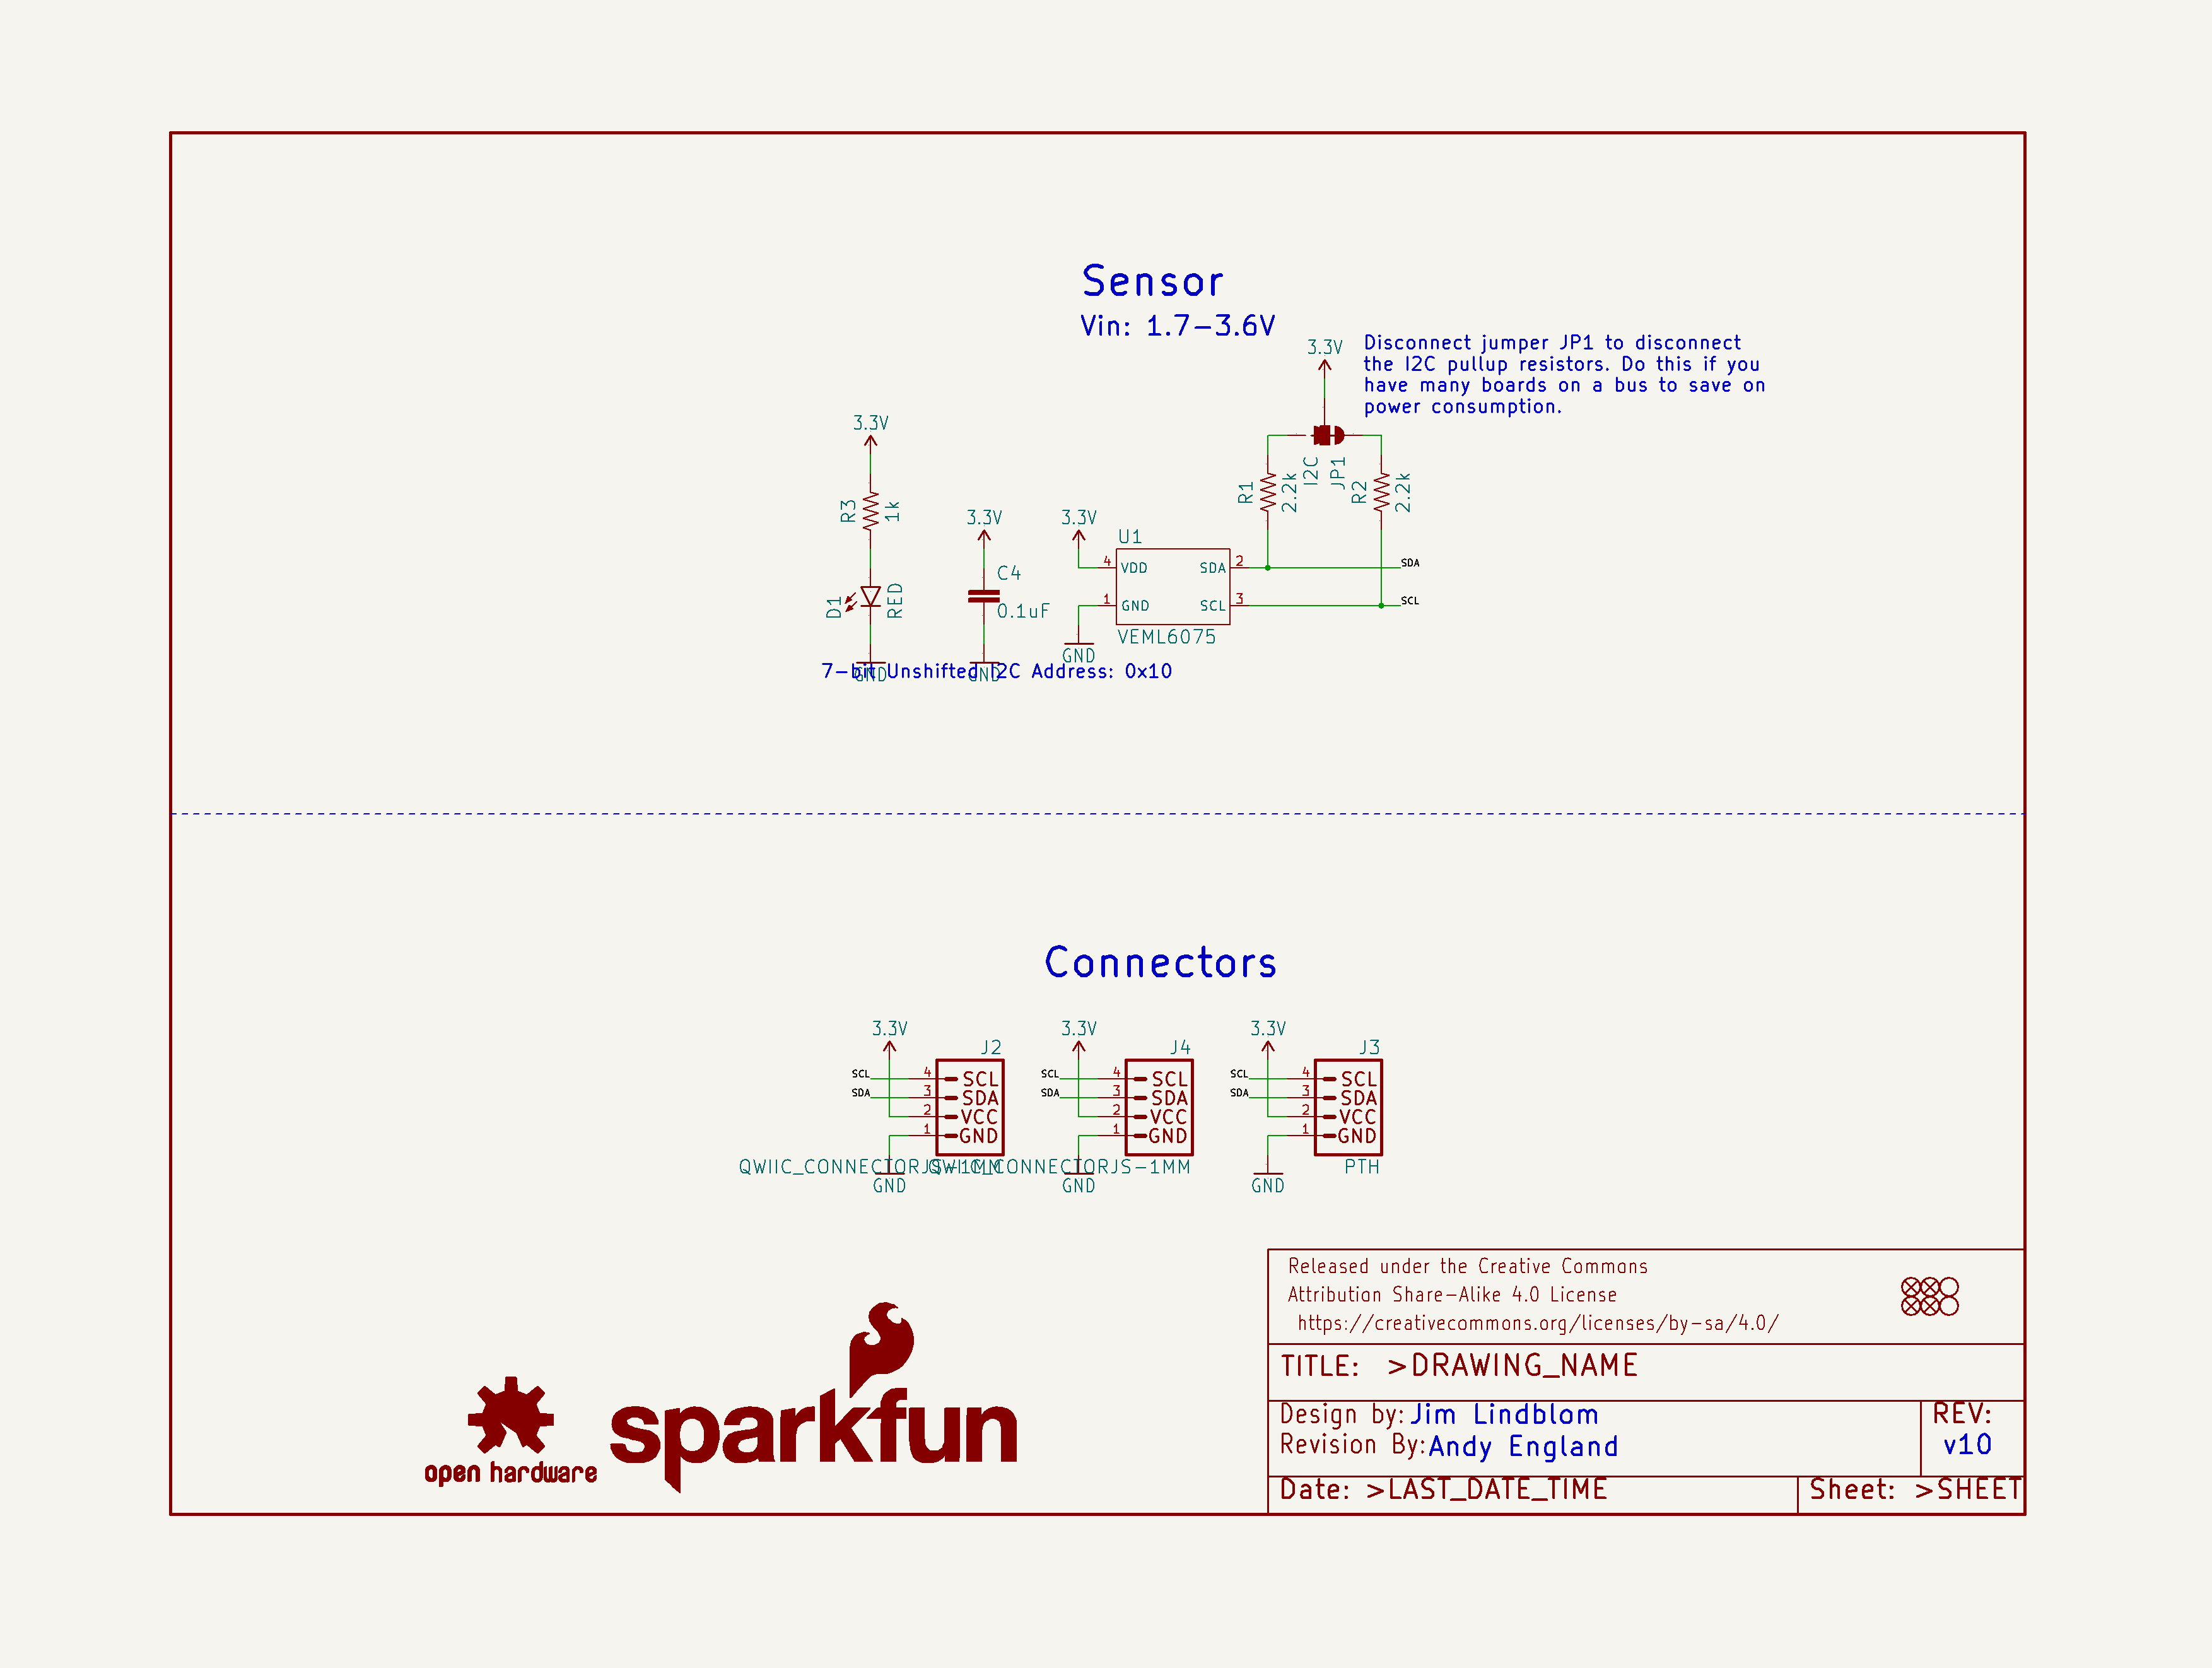 Sensor
Vin: 1.7-3.6V
3.3V
Disconnect jumper JP1 to disconnect
the I2C pullup resistors. Do this if you
have many boards on a bus to save on
power consumption.
3.3V
R3
1k
D1
RED
GND
3.3V
C4
0.1uF
GND
3.3V
U1
4
VDD
SDA
2
1
GND
SCL
3
VEML6075
GND
R1
2.2k
I2C
JP1
R2
2.2k
SDA
SCL
7-bit Unshifted I2C Address: 0x10
Connectors
3.3V
J2
SCL
4
SCL
SDA
3
SDA
2
VCC
1
GND
QWIIC_CONNECTORJS-1MM
GND
3.3V
J4
SCL
4
SCL
SDA
3
SDA
2
VCC
1
GND
QWIIC_CONNECTORJS-1MM
GND
3.3V
J3
SCL
4
SCL
SDA
3
SDA
2
VCC
1
GND
PTH
GND
Released under the Creative Commons
Attribution Share-Alike 4.0 License
https://creativecommons.org/licenses/by-sa/4.0/
TITLE: >DRAWING_NAME
Design by: Jim Lindblom
Revision By: Andy England
REV:
v10
Date: >LAST_DATE_TIME
Sheet: >SHEET
open hardware
sparkfun